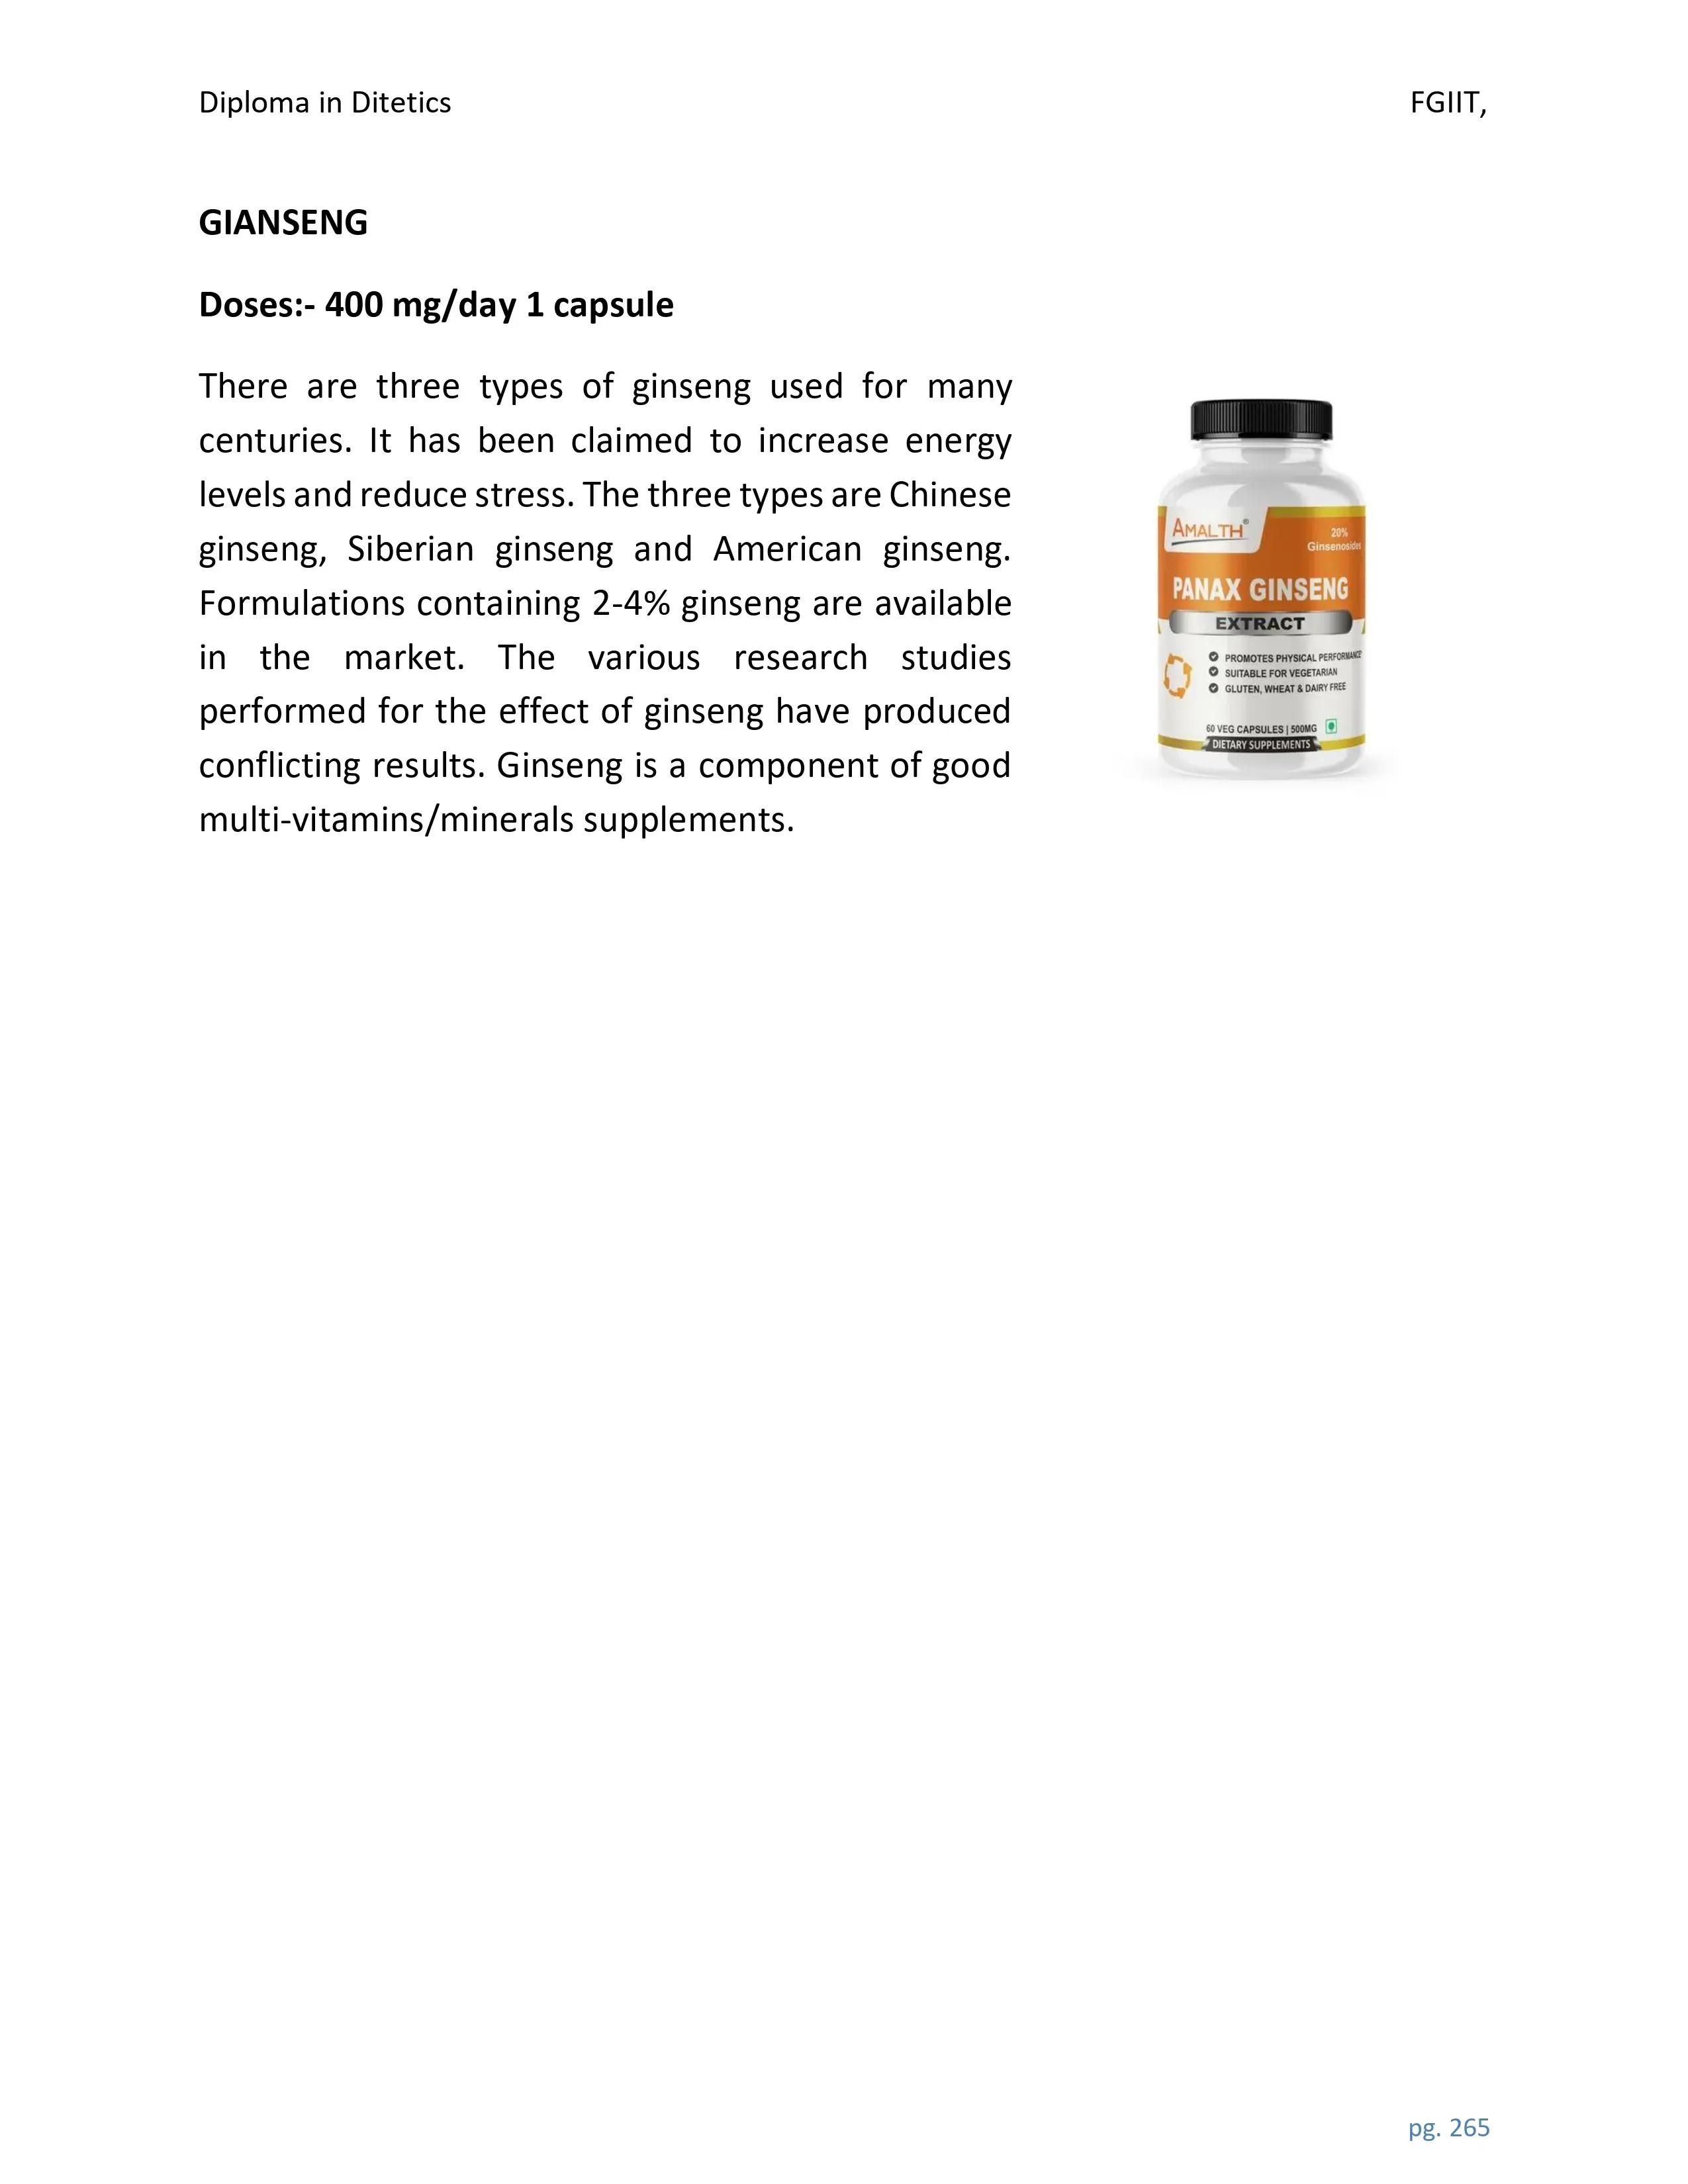 Diploma in Ditetics FGIIT,
GIANSENG
Doses:- 400 mg/day 1 capsule
There are three types of ginseng used for many
centuries. It has been claimed to increase energy
levels and reduce stress. The three types are Chinese
ginseng, Siberian ginseng and American ginseng.
Formulations containing 2-4% ginseng are available
in the market. The various research studies
performed for the effect of ginseng have produced
conflicting results. Ginseng is a component of good
multi-vitamins/minerals supplements.
AMALTH®
20%
Ginsenosides
PANAX GINSENG
EXTRACT
PROMOTES PHYSICAL PERFORMANCE
SUITABLE FOR VEGETARIAN
GLUTEN, WHEAT & DAIRY FREE
60 VEG CAPSULES | 500MG
DIETARY SUPPLEMENTS
pg. 265